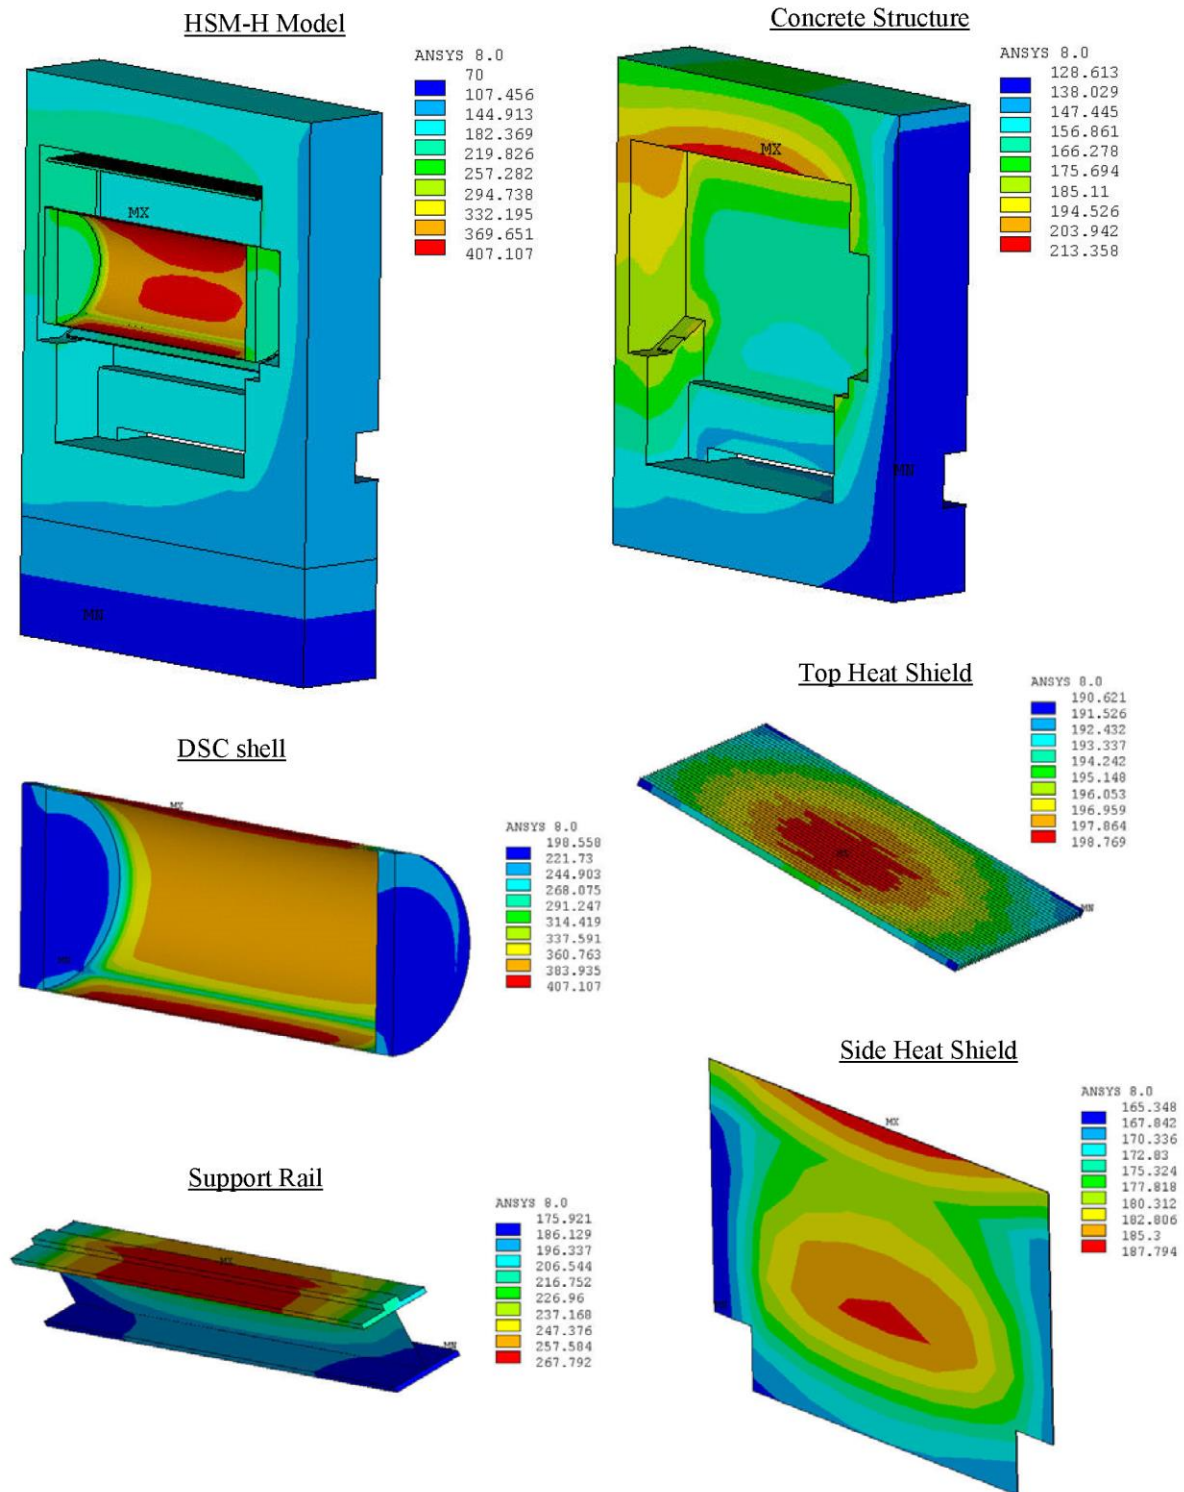 HSM-H Model
ANSYS 8.0
70
107.456
144.913
182.369
219.826
257.282
294.738
332.195
369.651
407.107
MX
MN
Concrete Structure
ANSYS 8.0
128.613
138.029
147.445
156.861
166.278
175.694
185.11
194.526
203.942
213.358
MX
MN
DSC shell
ANSYS 8.0
198.558
221.73
244.903
268.075
291.247
314.419
337.591
360.763
383.935
407.107
MX
MN
Top Heat Shield
ANSYS 8.0
190.621
191.526
192.432
193.337
194.242
195.148
196.053
196.959
197.864
198.769
MX
MN
Support Rail
ANSYS 8.0
175.921
186.129
196.337
206.544
216.752
226.96
237.168
247.376
257.584
267.792
MX
MN
Side Heat Shield
ANSYS 8.0
165.348
167.842
170.336
172.83
175.324
177.818
180.312
182.806
185.3
187.794
MX